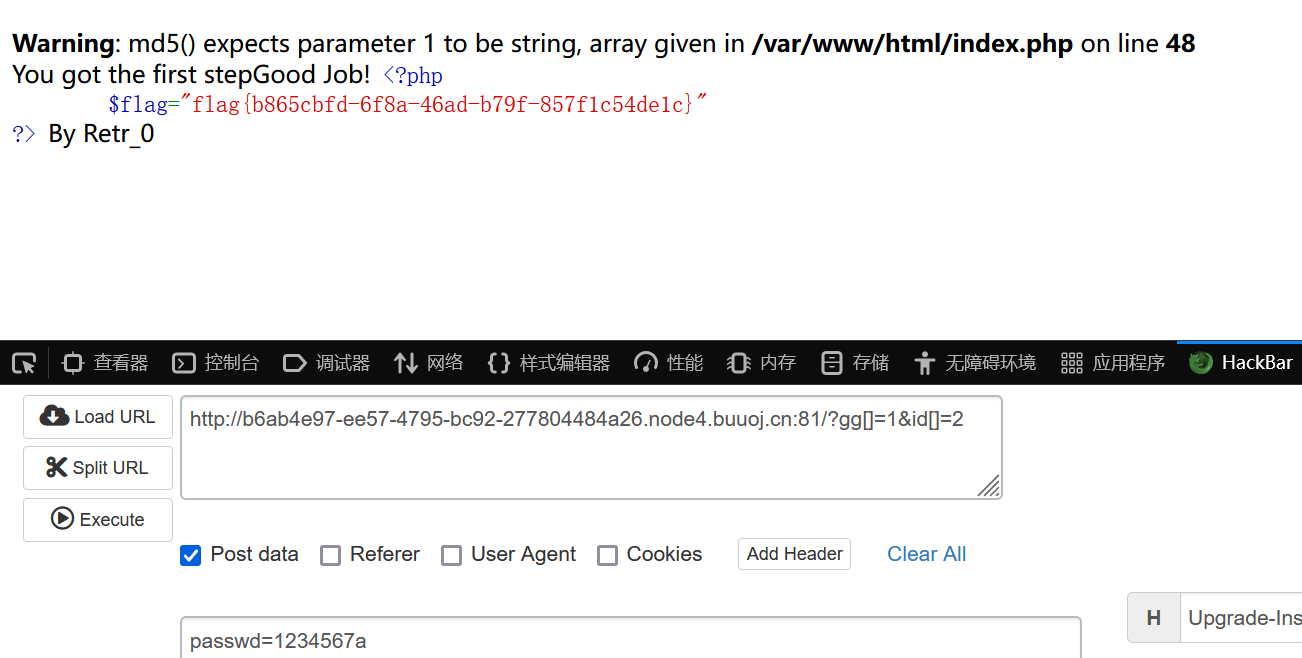 Warning: md5() expects parameter 1 to be string, array given in /var/www/html/index.php on line 48
You got the first stepGood Job! <?php
$flag="flag{b865cbfd-6f8a-46ad-b79f-857f1c54de1c}"
?> By Retr_0
查看器 控制台 调试器 网络 样式编辑器 性能 内存 存储 无障碍环境 应用程序 HackBar
Load URL
http://b6ab4e97-ee57-4795-bc92-277804484a26.node4.buuoj.cn:81/?gg[]=1&id[]=2
Split URL
Execute
Post data Referer User Agent Cookies Add Header Clear All
H Upgrade-Ins
passwd=1234567a